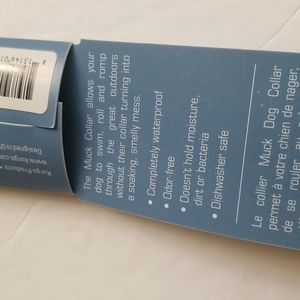 The Muck Collar allows your
dog to swim, roll and romp
through the great outdoors
without their collar turning into
a soaking, smelly mess.
• Completely waterproof
• Odor-free
• Doesn't hold moisture,
dirt or bacteria
• Dishwasher safe
Le collier Muck Dog Collar
permet à votre chien de nager,
de se rouler
Kurgo Products •
www.kurgo.com
Designed in U